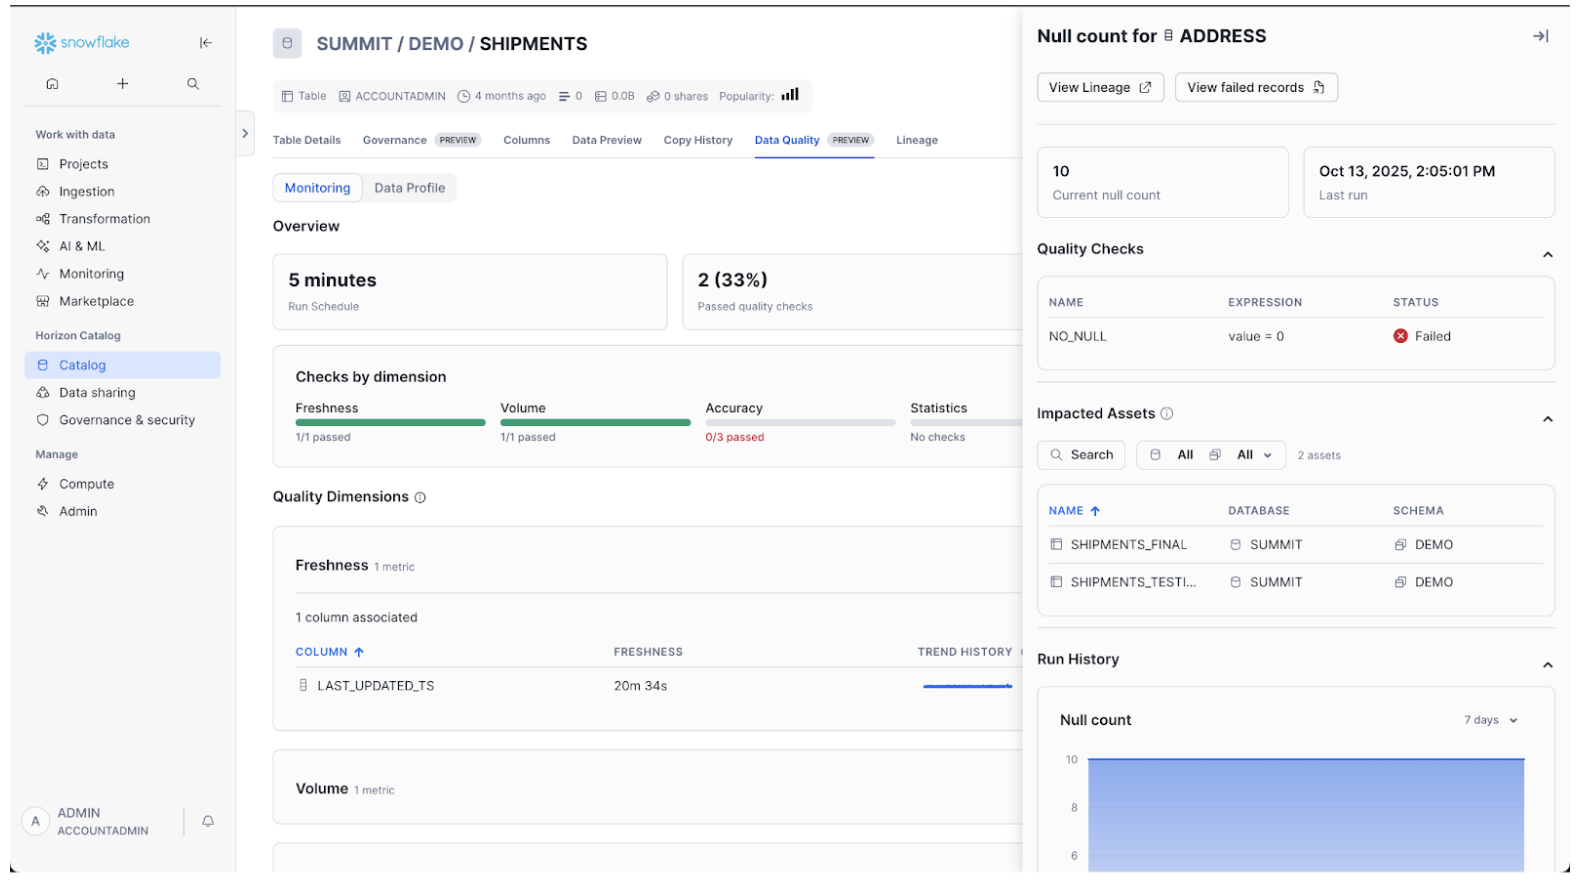 snowflake
Work with data
Projects
Ingestion
Transformation
AI & ML
Monitoring
Marketplace
Horizon Catalog
Catalog
Data sharing
Governance & security
Manage
Compute
Admin
A
ADMIN
ACCOUNTADMIN
SUMMIT / DEMO / SHIPMENTS
Table ACCOUNTADMIN 4 months ago 0 0.0B 0 shares Popularity:
Table Details Governance PREVIEW Columns Data Preview Copy History Data Quality PREVIEW Lineage
Monitoring Data Profile
Overview
5 minutes
Run Schedule
2 (33%)
Passed quality checks
Checks by dimension
Freshness Volume Accuracy Statistics
1/1 passed 1/1 passed 0/3 passed No checks
Quality Dimensions
Freshness 1 metric
1 column associated
COLUMN FRESHNESS TREND HISTORY
LAST_UPDATED_TS 20m 34s
Volume 1 metric
Null count for ADDRESS
View Lineage View failed records
10
Current null count
Oct 13, 2025, 2:05:01 PM
Last run
Quality Checks
NAME EXPRESSION STATUS
NO_NULL value = 0 Failed
Impacted Assets
Search All All 2 assets
NAME DATABASE SCHEMA
SHIPMENTS_FINAL SUMMIT DEMO
SHIPMENTS_TESTI... SUMMIT DEMO
Run History
Null count 7 days
10
8
6